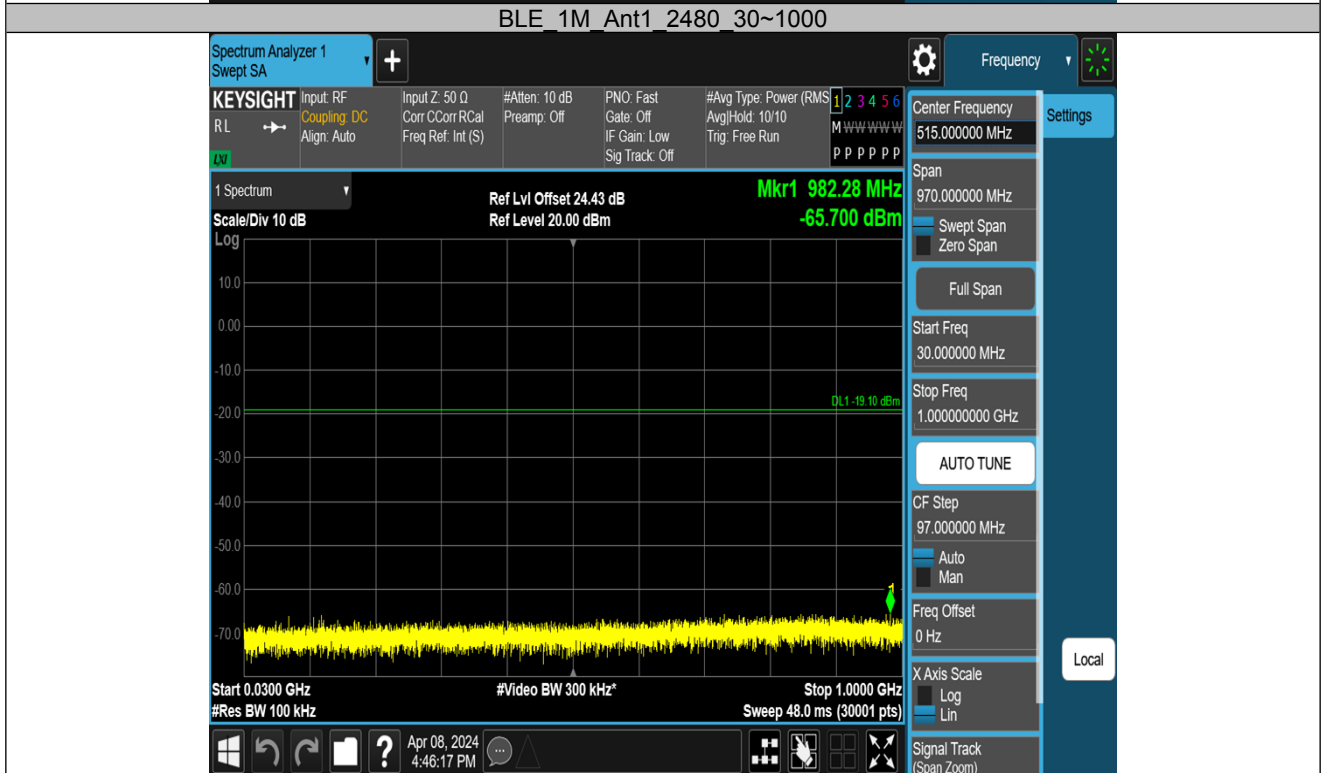 BLE_1M_Ant1_2480_30~1000
Spectrum Analyzer 1
Swept SA
+
Frequency
KEYSIGHT
RL
LXI
Input: RF
Coupling: DC
Align: Auto
Input Z: 50 Ω
Corr CCorr RCal
Freq Ref: Int (S)
#Atten: 10 dB
Preamp: Off
PNO: Fast
Gate: Off
IF Gain: Low
Sig Track: Off
#Avg Type: Power (RMS
Avg|Hold: 10/10
Trig: Free Run
1 2 3 4 5 6
M W W W W W
P P P P P P
1 Spectrum
Scale/Div 10 dB
Log
Ref Lvl Offset 24.43 dB
Ref Level 20.00 dBm
Mkr1 982.28 MHz
-65.700 dBm
10.0
0.00
-10.0
-20.0
-30.0
-40.0
-50.0
-60.0
-70.0
DL1 -19.10 dBm
1
Start 0.0300 GHz
#Res BW 100 kHz
#Video BW 300 kHz*
Stop 1.0000 GHz
Sweep 48.0 ms (30001 pts)
Center Frequency
515.000000 MHz
Span
970.000000 MHz
Swept Span
Zero Span
Full Span
Start Freq
30.000000 MHz
Stop Freq
1.000000000 GHz
AUTO TUNE
CF Step
97.000000 MHz
Auto
Man
Freq Offset
0 Hz
X Axis Scale
Log
Lin
Signal Track
(Span Zoom)
Settings
Local
?
Apr 08, 2024
4:46:17 PM